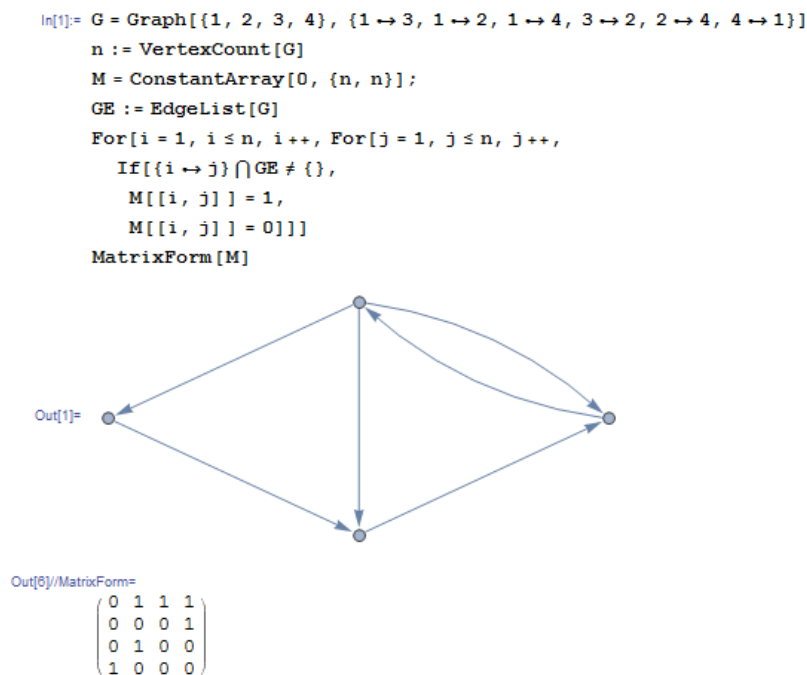 In[1]:= G = Graph[{1, 2, 3, 4}, {1 ↔ 3, 1 ↔ 2, 1 ↔ 4, 3 ↔ 2, 2 ↔ 4, 4 ↔ 1}]
n := VertexCount[G]
M = ConstantArray[0, {n, n}];
GE := EdgeList[G]
For[i = 1, i ≤ n, i ++, For[j = 1, j ≤ n, j ++,
If[{i ↔ j} ⋂ GE ≠ {},
M[[i, j] ] = 1,
M[[i, j] ] = 0]]]
MatrixForm[M]
Out[1]=
Out[6]//MatrixForm=
0 1 1 1
0 0 0 1
0 1 0 0
1 0 0 0